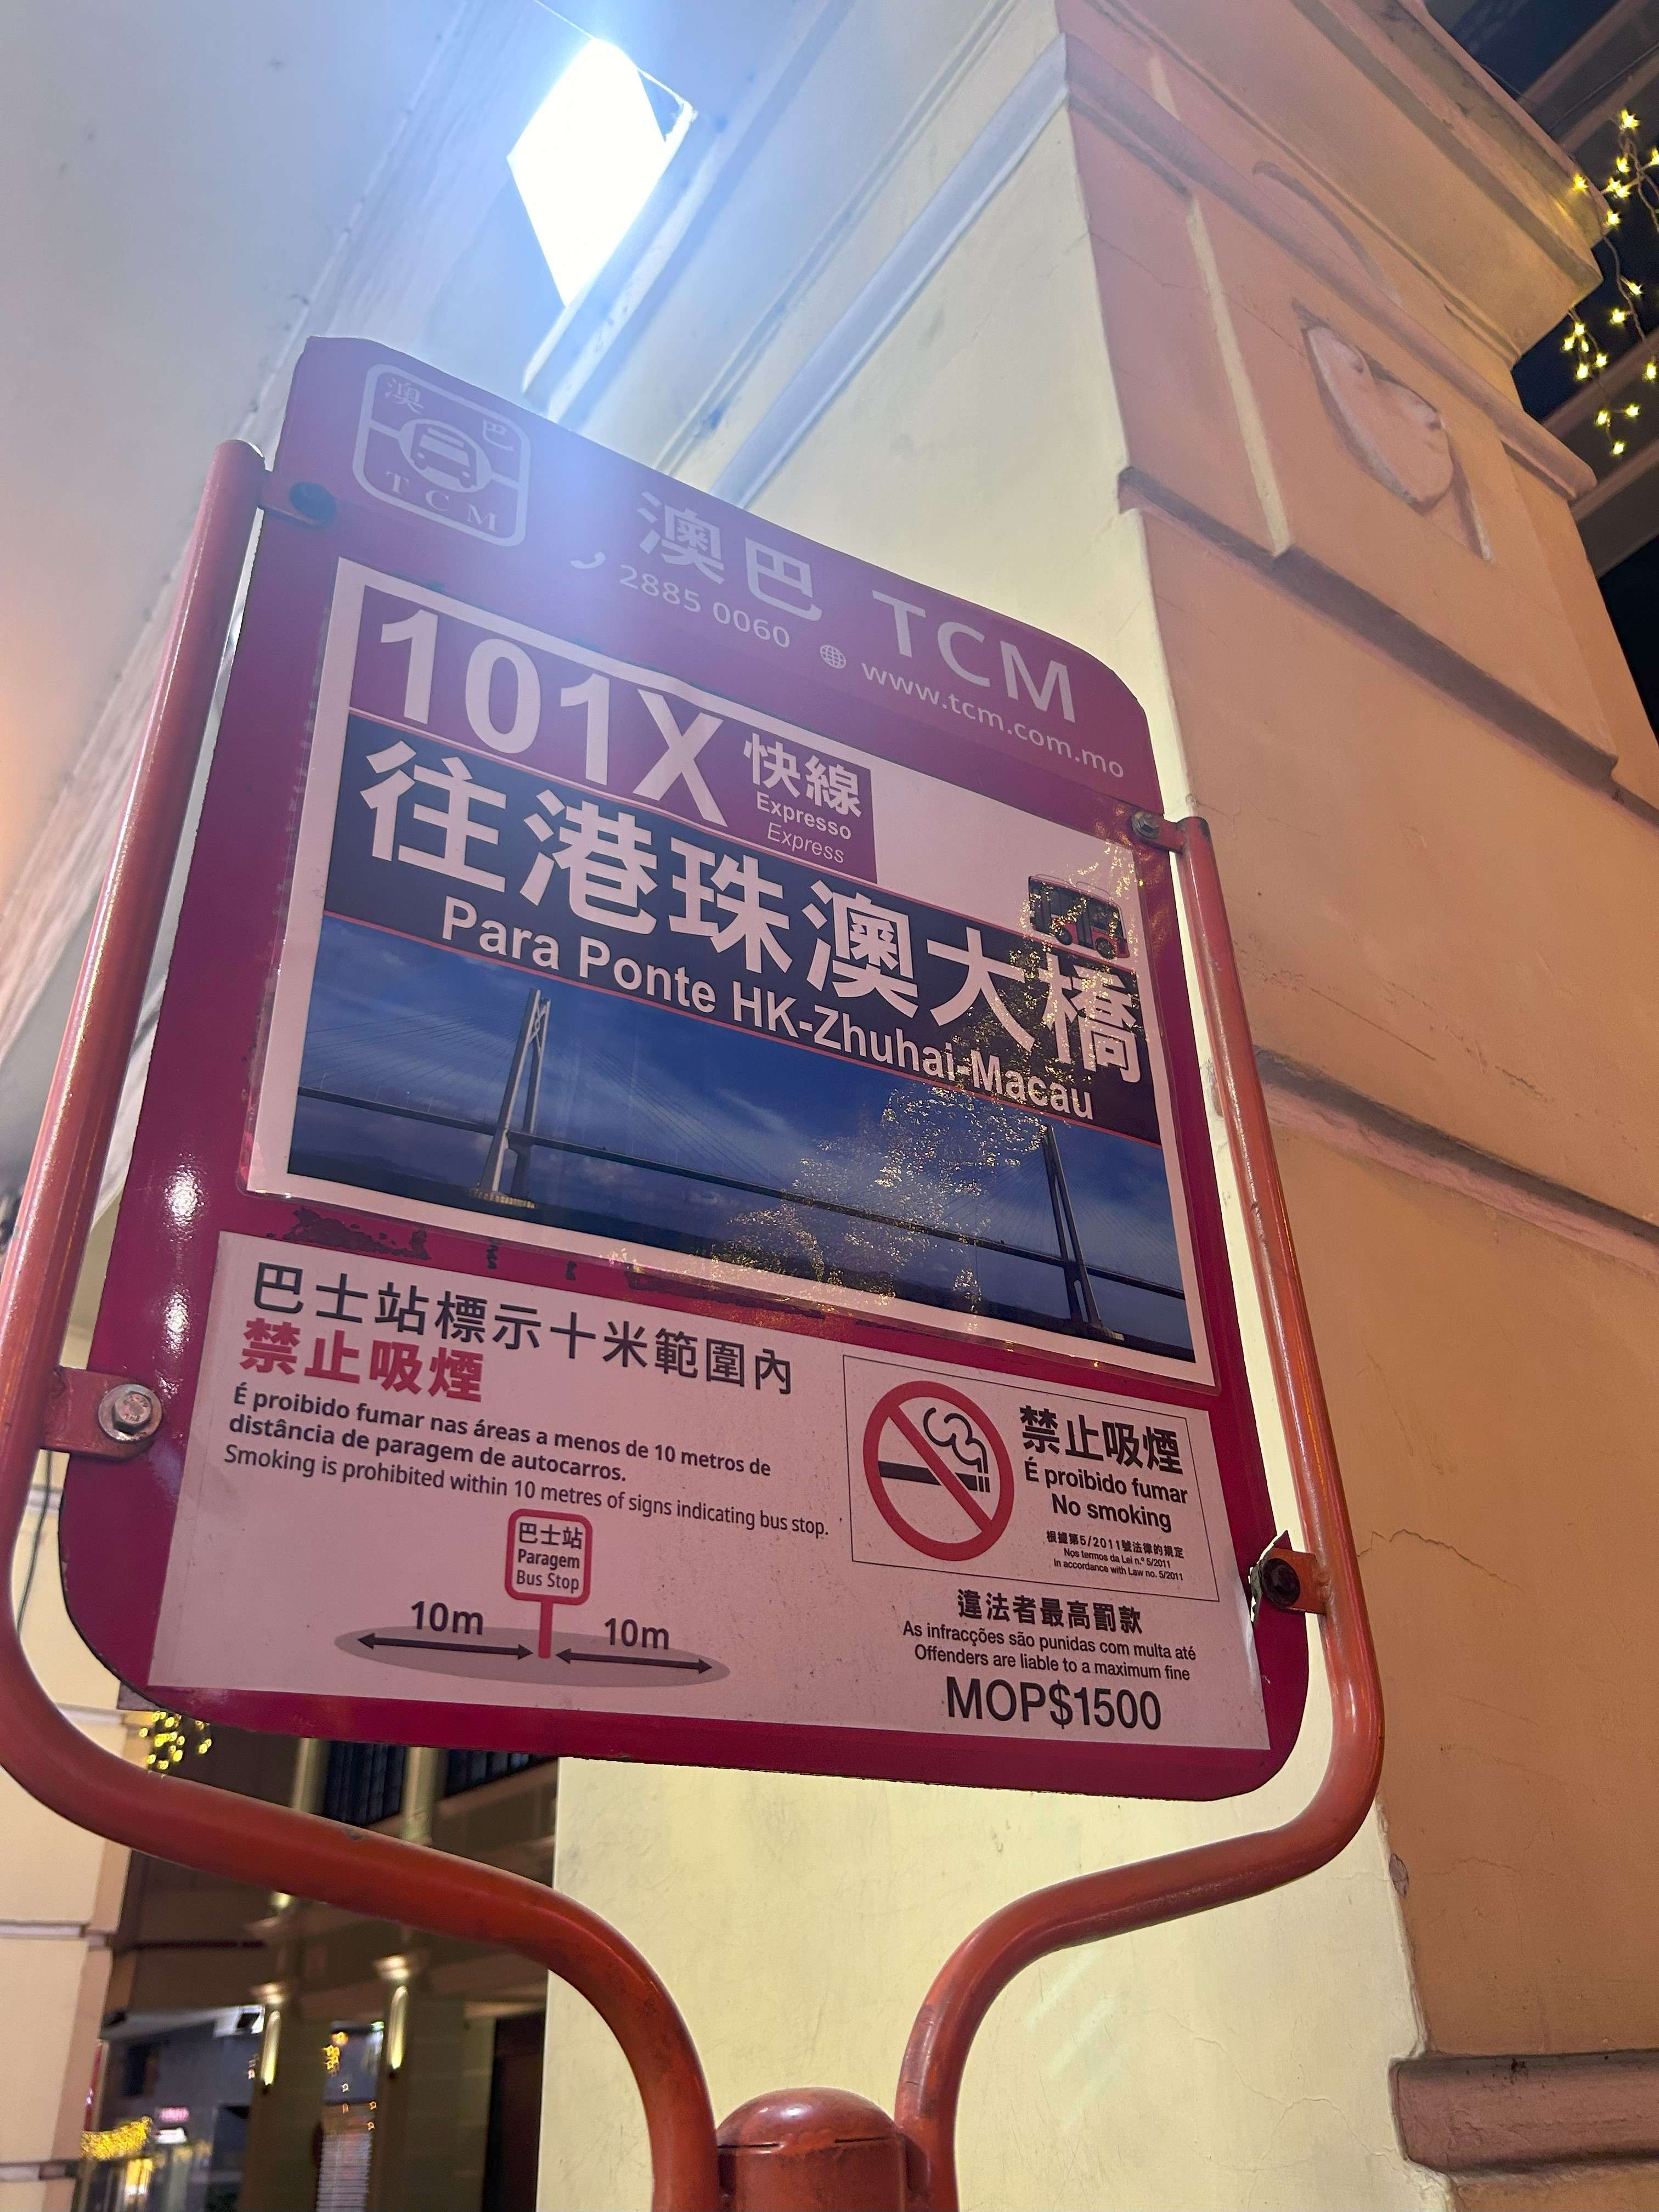 澳巴
TCM
澳巴 TCM
2885 0060 www.tcm.com.mo
101X 快線
Expresso
Express
往港珠澳大橋
Para Ponte HK-Zhuhai-Macau
巴士站標示十米範圍內
禁止吸煙
É proibido fumar nas áreas a menos de 10 metros de
distância de paragem de autocarros.
Smoking is prohibited within 10 metres of signs indicating bus stop.
巴士站
Paragem
Bus Stop
10m 10m
禁止吸煙
É proibido fumar
No smoking
根據第5/2011號法律的規定
Nos termos da Lei n.º 5/2011
In accordance with Law no. 5/2011
違法者最高罰款
As infracções são punidas com multa até
Offenders are liable to a maximum fine
MOP$1500